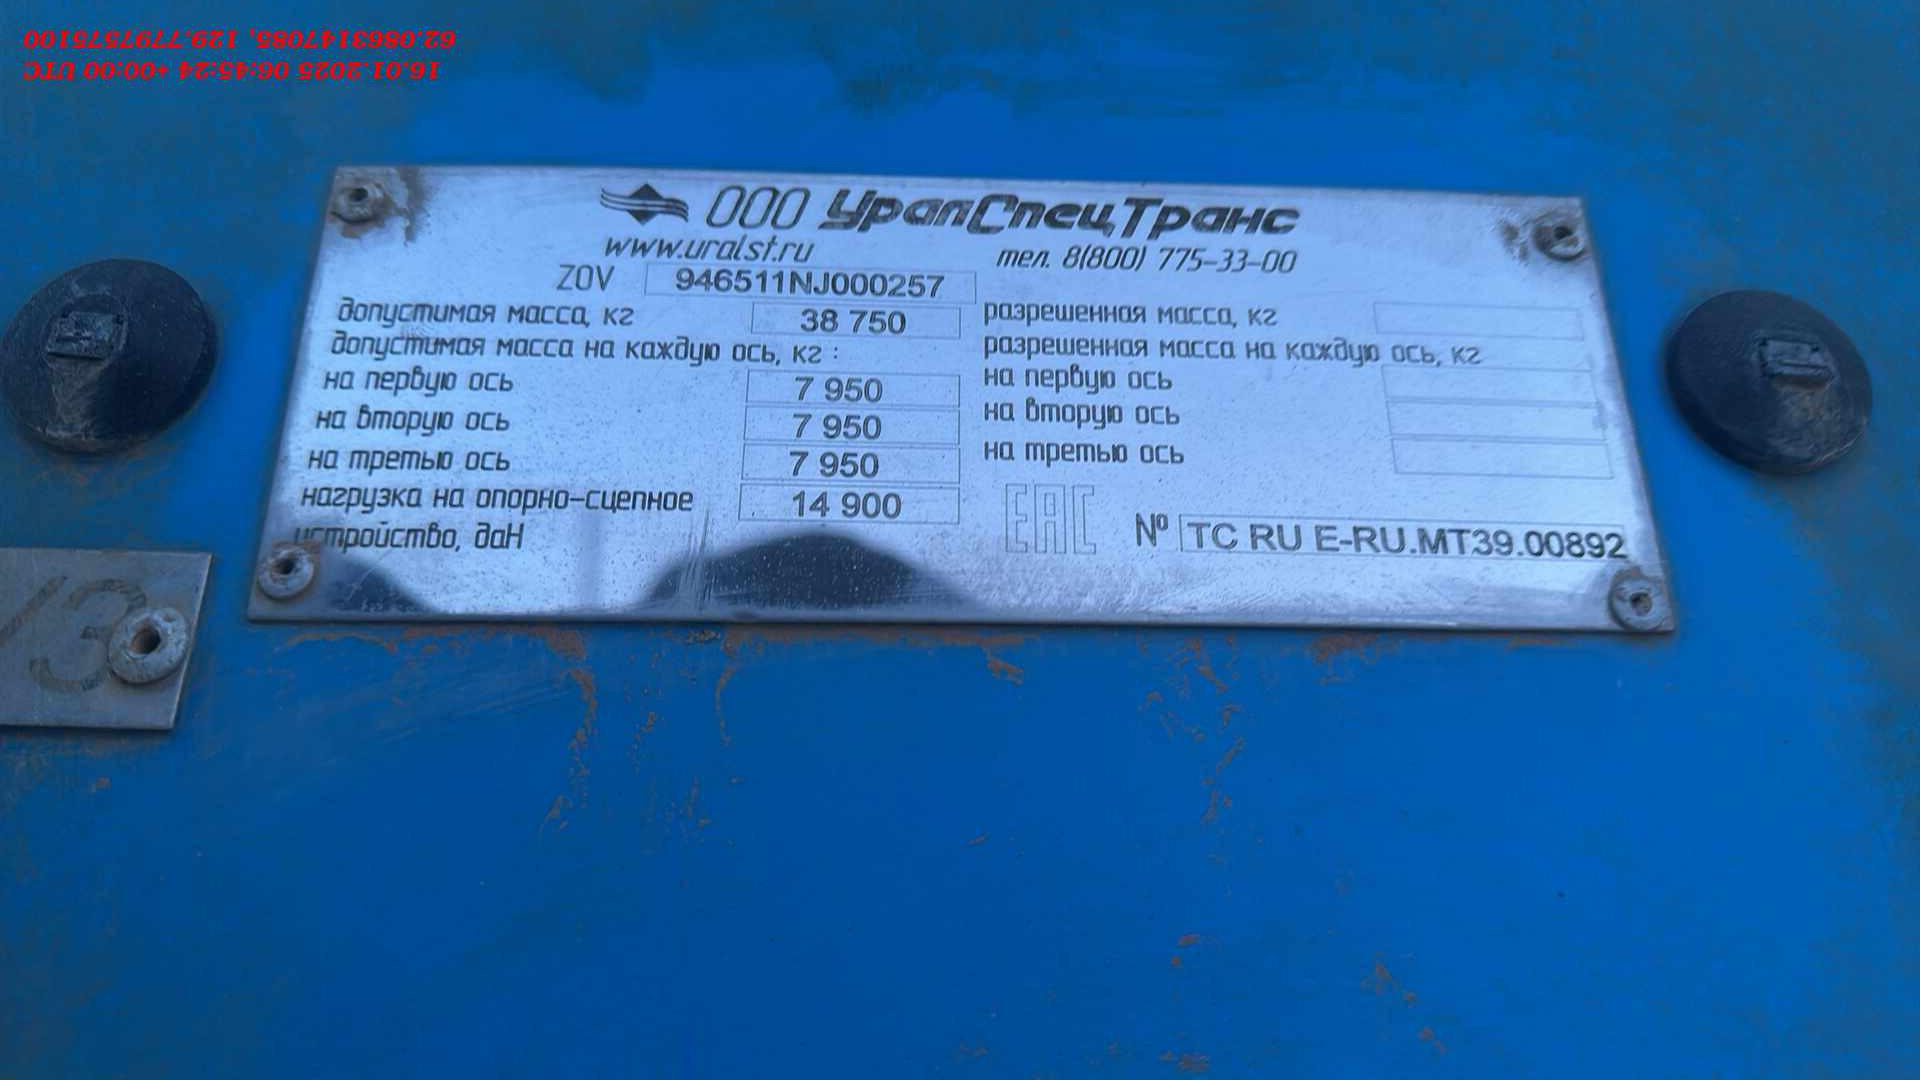 62.0863147085, 129.7797575100
16.01.2025 06:45:24 +00:00 UTC
ООО УралСпецТранс
www.uralst.ru тел. 8(800) 775-33-00
ZOV 946511NJ000257
допустимая масса, кг 38 750 разрешенная масса, кг
допустимая масса на каждую ось, кг : разрешенная масса на каждую ось, кг
на первую ось 7 950 на первую ось
на вторую ось 7 950 на вторую ось
на третью ось 7 950 на третью ось
нагрузка на опорно-сцепное 14 900
устройство, даН
EAC № TC RU E-RU.MT39.00892
/3